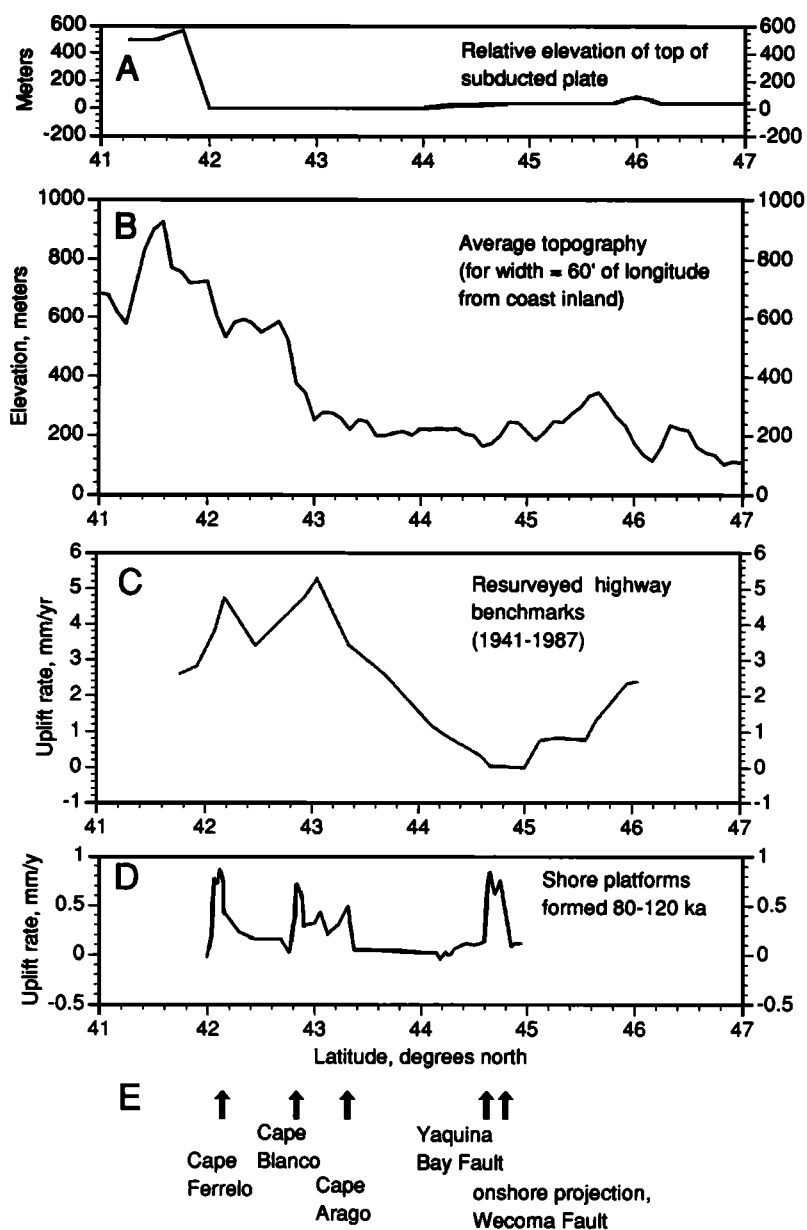 A
Relative elevation of top of
subducted plate
Meters
600
400
200
0
-200
600
400
200
0
-200
41 42 43 44 45 46 47
B
Average topography
(for width = 60' of longitude
from coast inland)
Elevation, meters
1000
800
600
400
200
0
1000
800
600
400
200
0
41 42 43 44 45 46 47
C
Resurveyed highway
benchmarks
(1941-1987)
Uplift rate, mm/yr
6
5
4
3
2
1
0
-1
6
5
4
3
2
1
0
-1
41 42 43 44 45 46 47
D
Shore platforms
formed 80-120 ka
Uplift rate, mm/y
1
0.5
0
-0.5
1
0.5
0
-0.5
41 42 43 44 45 46 47
Latitude, degrees north
E
Cape
Ferrelo
Cape
Blanco
Cape
Arago
Yaquina
Bay Fault
onshore projection,
Wecoma Fault